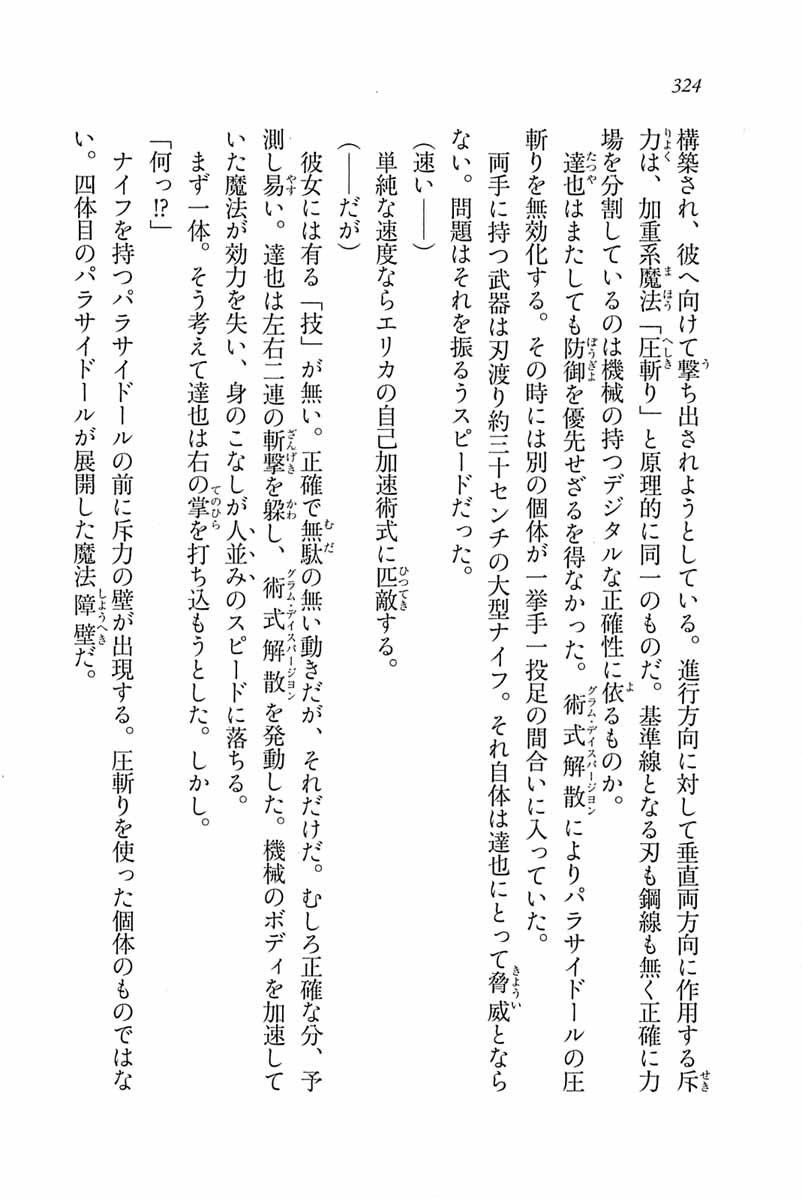 324
構築され、彼へ向けて撃ち出されようとしている。進行方向に対して垂直両方向に作用する斥
力は、加重系魔法「圧斬り」と原理的に同一のものだ。基準線となる刃も鋼線も無く正確に力
場を分割しているのは機械の持つデジタルな正確性に依るものか。
達也はまたしても防御を優先せざるを得なかった。術式解散によりパラサイドールの圧
斬りを無効化する。その時には別の個体が一挙手一投足の間合いに入っていた。
両手に持つ武器は刃渡り約三十センチの大型ナイフ。それ自体は達也にとって脅威となら
ない。問題はそれを振るうスピードだった。
(速い――)
単純な速度ならエリカの自己加速術式に匹敵する。
(――だが)
彼女には有る「技」が無い。正確で無駄の無い動きだが、それだけだ。むしろ正確な分、予
測し易い。達也は左右二連の斬撃を躱し、術式解散を発動した。機械のボディを加速して
いた魔法が効力を失い、身のこなしが人並みのスピードに落ちる。
まず一体。そう考えて達也は右の掌を打ち込もうとした。しかし。
「何っ!?」
ナイフを持つパラサイドールの前に斥力の壁が出現する。圧斬りを使った個体のものではな
い。四体目のパラサイドールが展開した魔法障壁だ。